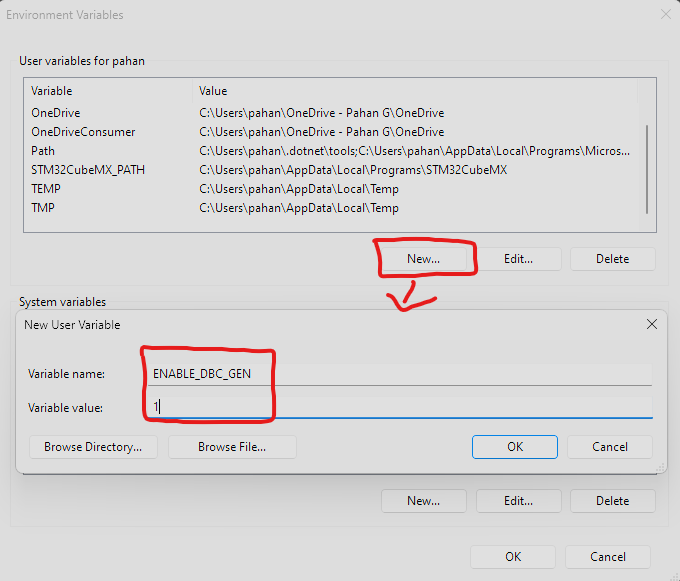 Environment Variables
User variables for pahan
Variable Value
OneDrive C:\Users\pahan\OneDrive - Pahan G\OneDrive
OneDriveConsumer C:\Users\pahan\OneDrive - Pahan G\OneDrive
Path C:\Users\pahan\.dotnet\tools;C:\Users\pahan\AppData\Local\Programs\Micros...
STM32CubeMX_PATH C:\Users\pahan\AppData\Local\Programs\STM32CubeMX
TEMP C:\Users\pahan\AppData\Local\Temp
TMP C:\Users\pahan\AppData\Local\Temp
New... Edit... Delete
System variables
New User Variable
Variable name: ENABLE_DBC_GEN
Variable value: 1
Browse Directory... Browse File... OK Cancel
New... Edit... Delete
OK Cancel